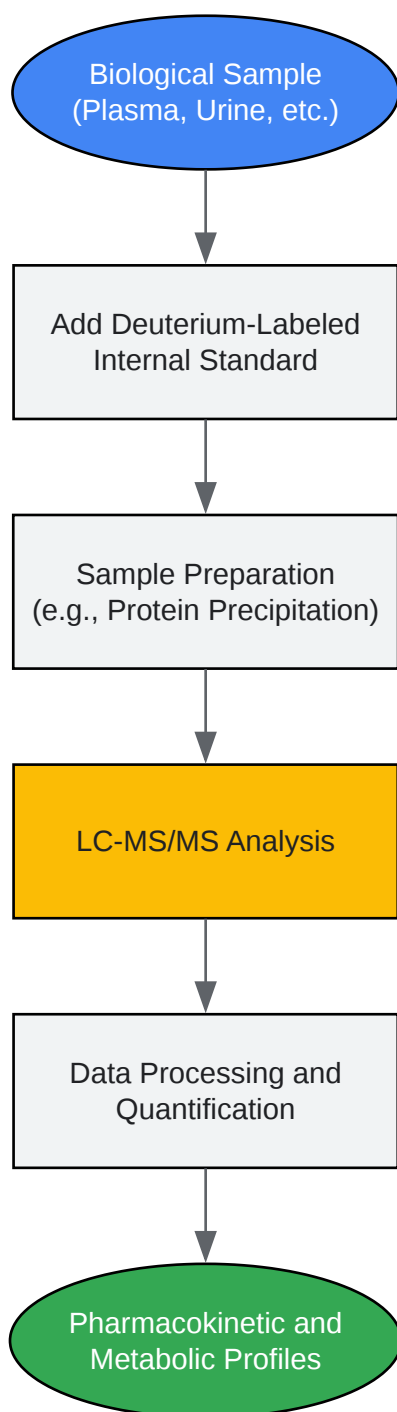 Biological Sample
(Plasma, Urine, etc.)
Add Deuterium-Labeled
Internal Standard
Sample Preparation
(e.g., Protein Precipitation)
LC-MS/MS Analysis
Data Processing and
Quantification
Pharmacokinetic and
Metabolic Profiles